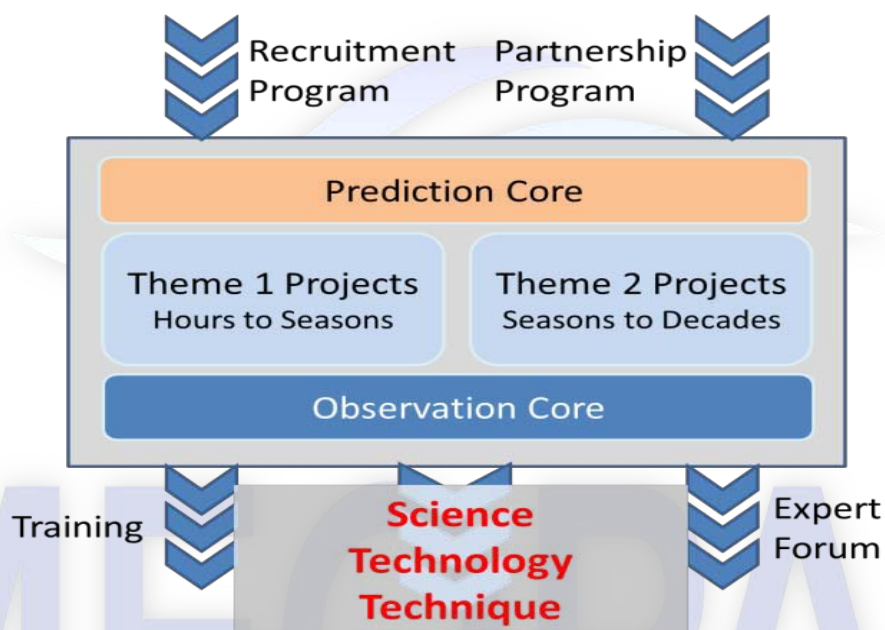 Recruitment
Program
Partnership
Program
Prediction Core
Theme 1 Projects
Hours to Seasons
Theme 2 Projects
Seasons to Decades
Observation Core
Training
Science
Technology
Technique
Expert
Forum